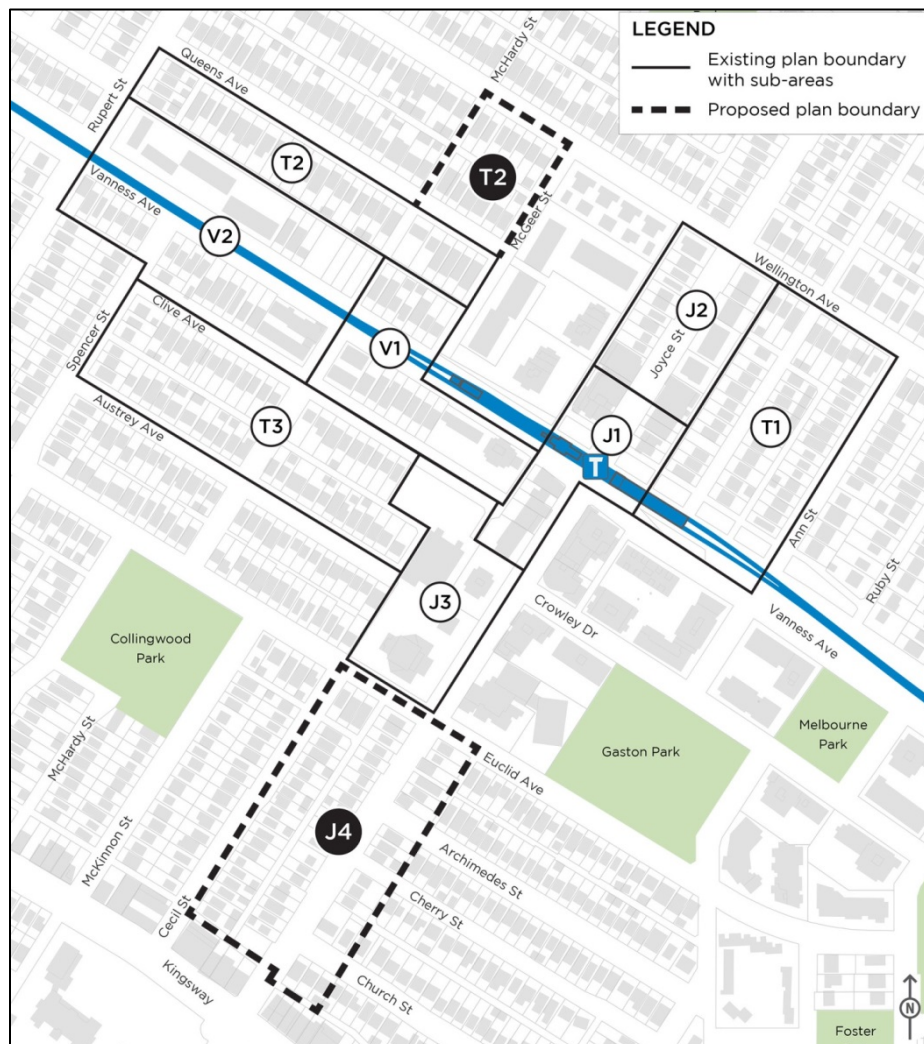 LEGEND
Existing plan boundary
with sub-areas
Proposed plan boundary
McHardy St
Queens Ave
Rupert St
T2
T2
McGeer St
Vanness Ave
V2
Wellington Ave
J2
Joyce St
Clive Ave
Spencer St
V1
T1
J1
T
T3
Austrey Ave
Ann St
Ruby St
J3
Crowley Dr
Vanness Ave
Collingwood
Park
Melbourne
Park
Gaston Park
McHardy St
Euclid Ave
J4
McKinnon St
Archimedes St
Cherry St
Cecil St
Kingsway
Church St
N
Foster